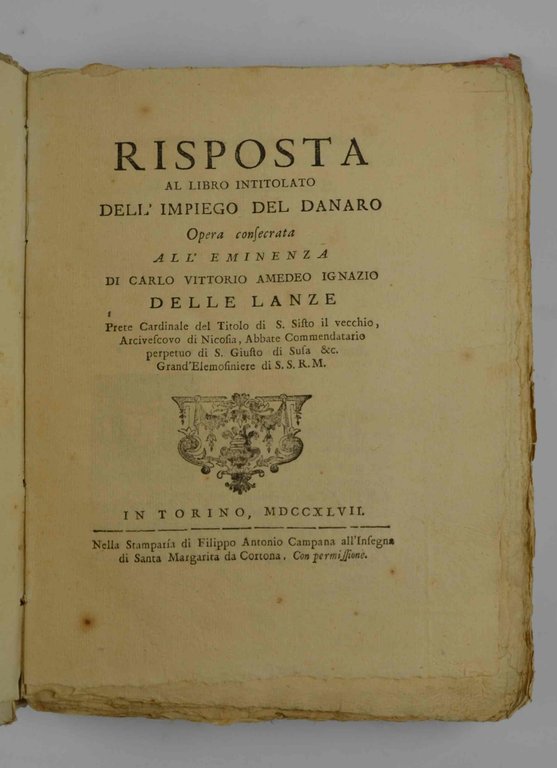 RISPOSTA
AL LIBRO INTITOLATO
DELL' IMPIEGO DEL DANARO
Opera conſecrata
ALL' EMINENZA
DI CARLO VITTORIO AMEDEO IGNAZIO
DELLE LANZE
Prete Cardinale del Titolo di S. Siſto il vecchio,
Arciveſcovo di Nicoſia, Abbate Commendatario
perpetuo di S. Giuſto di Suſa &c.
Grand'Elemoſiniere di S. S. R. M.
IN TORINO, MDCCXLVII.
Nella Stamparía di Filippo Antonio Campana all'Inſegna
di Santa Margarita da Cortona. Con permiſſione.